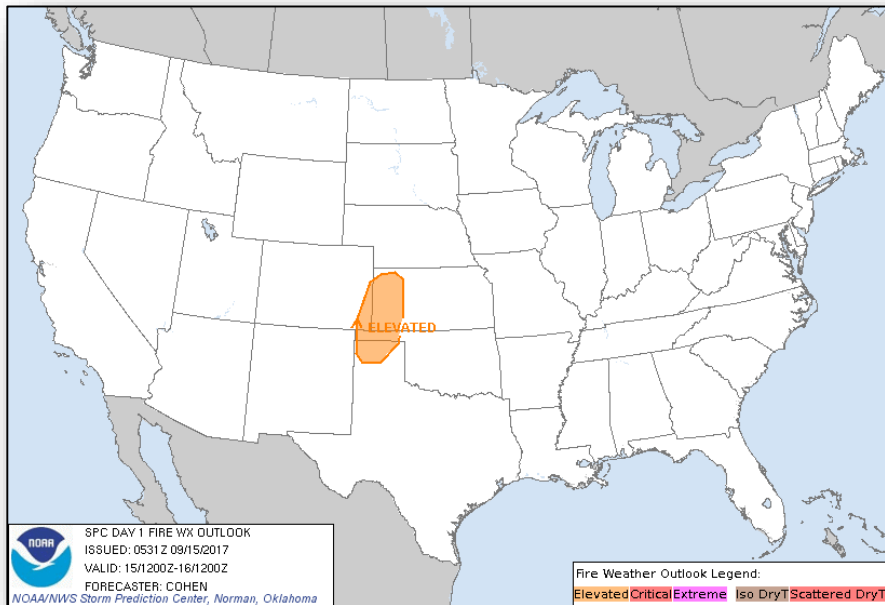 ELEVATED
NOAA
SPC DAY 1 FIRE WX OUTLOOK
ISSUED: 0531Z 09/15/2017
VALID: 15/1200Z-16/1200Z
FORECASTER: COHEN
NOAA/NWS Storm Prediction Center, Norman, Oklahoma
Fire Weather Outlook Legend:
Elevated Critical Extreme Iso DryT Scattered DryT